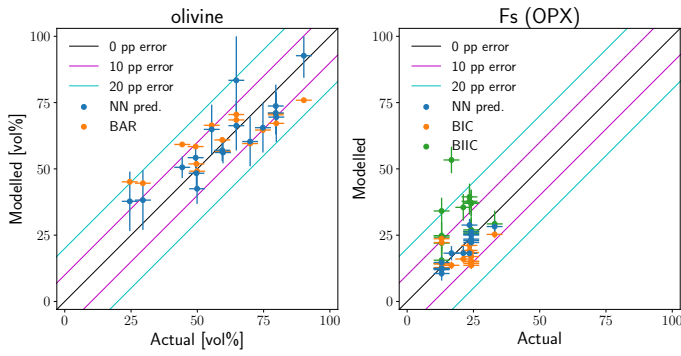 olivine
100
75
50
25
0
Modelled [vol%]
0 pp error
10 pp error
20 pp error
NN pred.
BAR
0
25
50
75
100
Actual [vol%]
Fs (OPX)
100
75
50
25
0
Modelled
0 pp error
10 pp error
20 pp error
NN pred.
BIC
BIIC
0
25
50
75
100
Actual